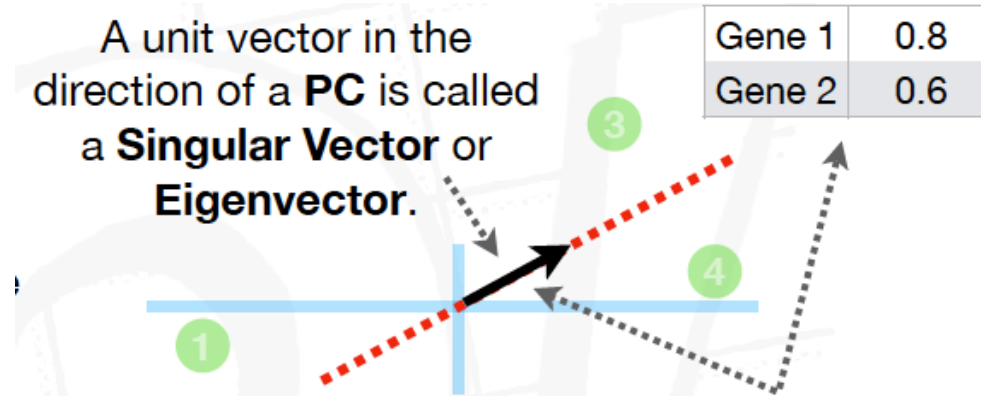 A unit vector in the
direction of a PC is called
a Singular Vector or
Eigenvector.
Gene 1 0.8
Gene 2 0.6
3
4
1